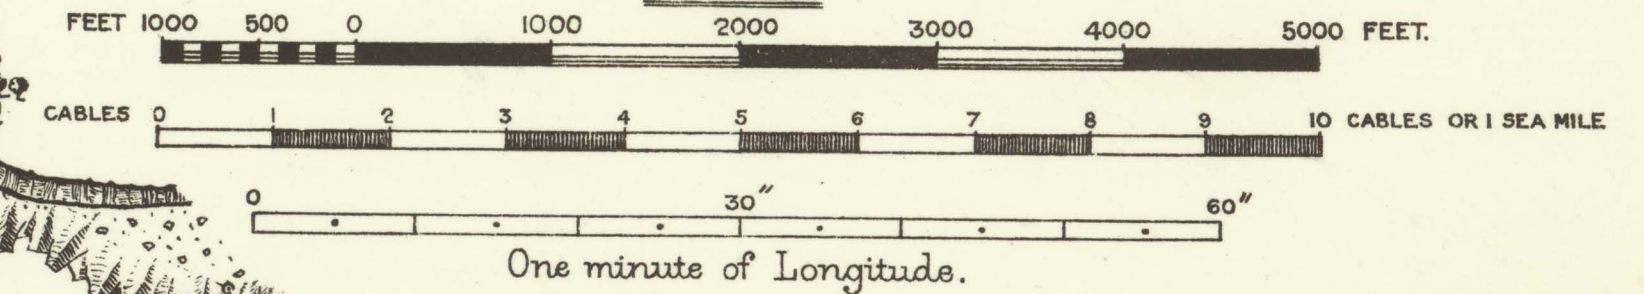 FEET 1000 500 0 1000 2000 3000 4000 5000 FEET.
CABLES 0 1 2 3 4 5 6 7 8 9 10 CABLES OR 1 SEA MILE
0 30″ 60″
One minute of Longitude.